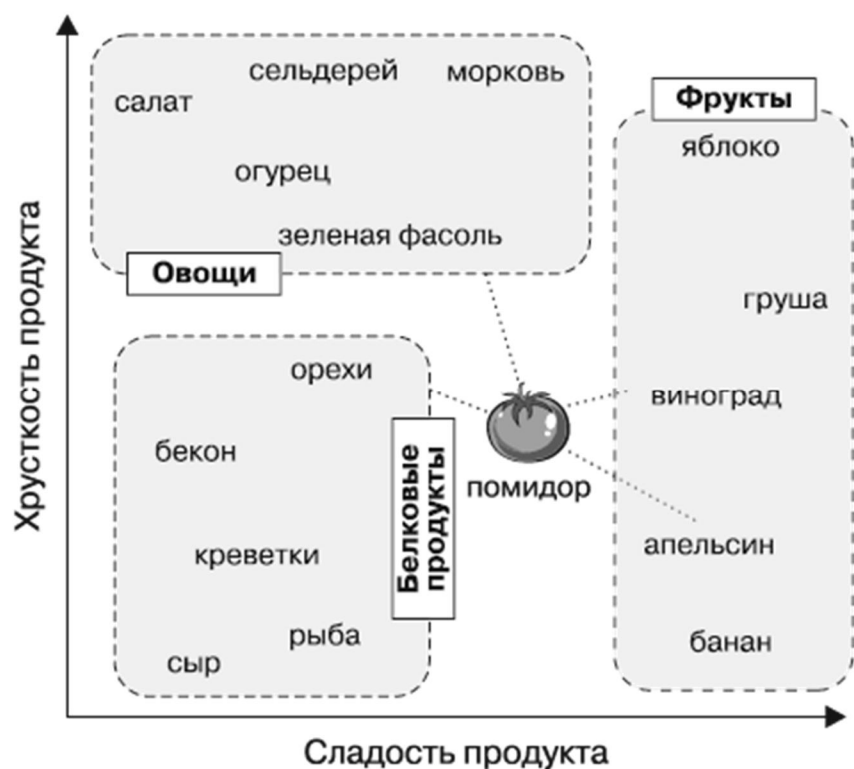 сельдерей
морковь
салат
огурец
зеленая фасоль
Овощи
Фрукты
яблоко
груша
виноград
апельсин
банан
орехи
бекон
креветки
рыба
сыр
Белковые
продукты
помидор
Хрусткость продукта
Сладость продукта